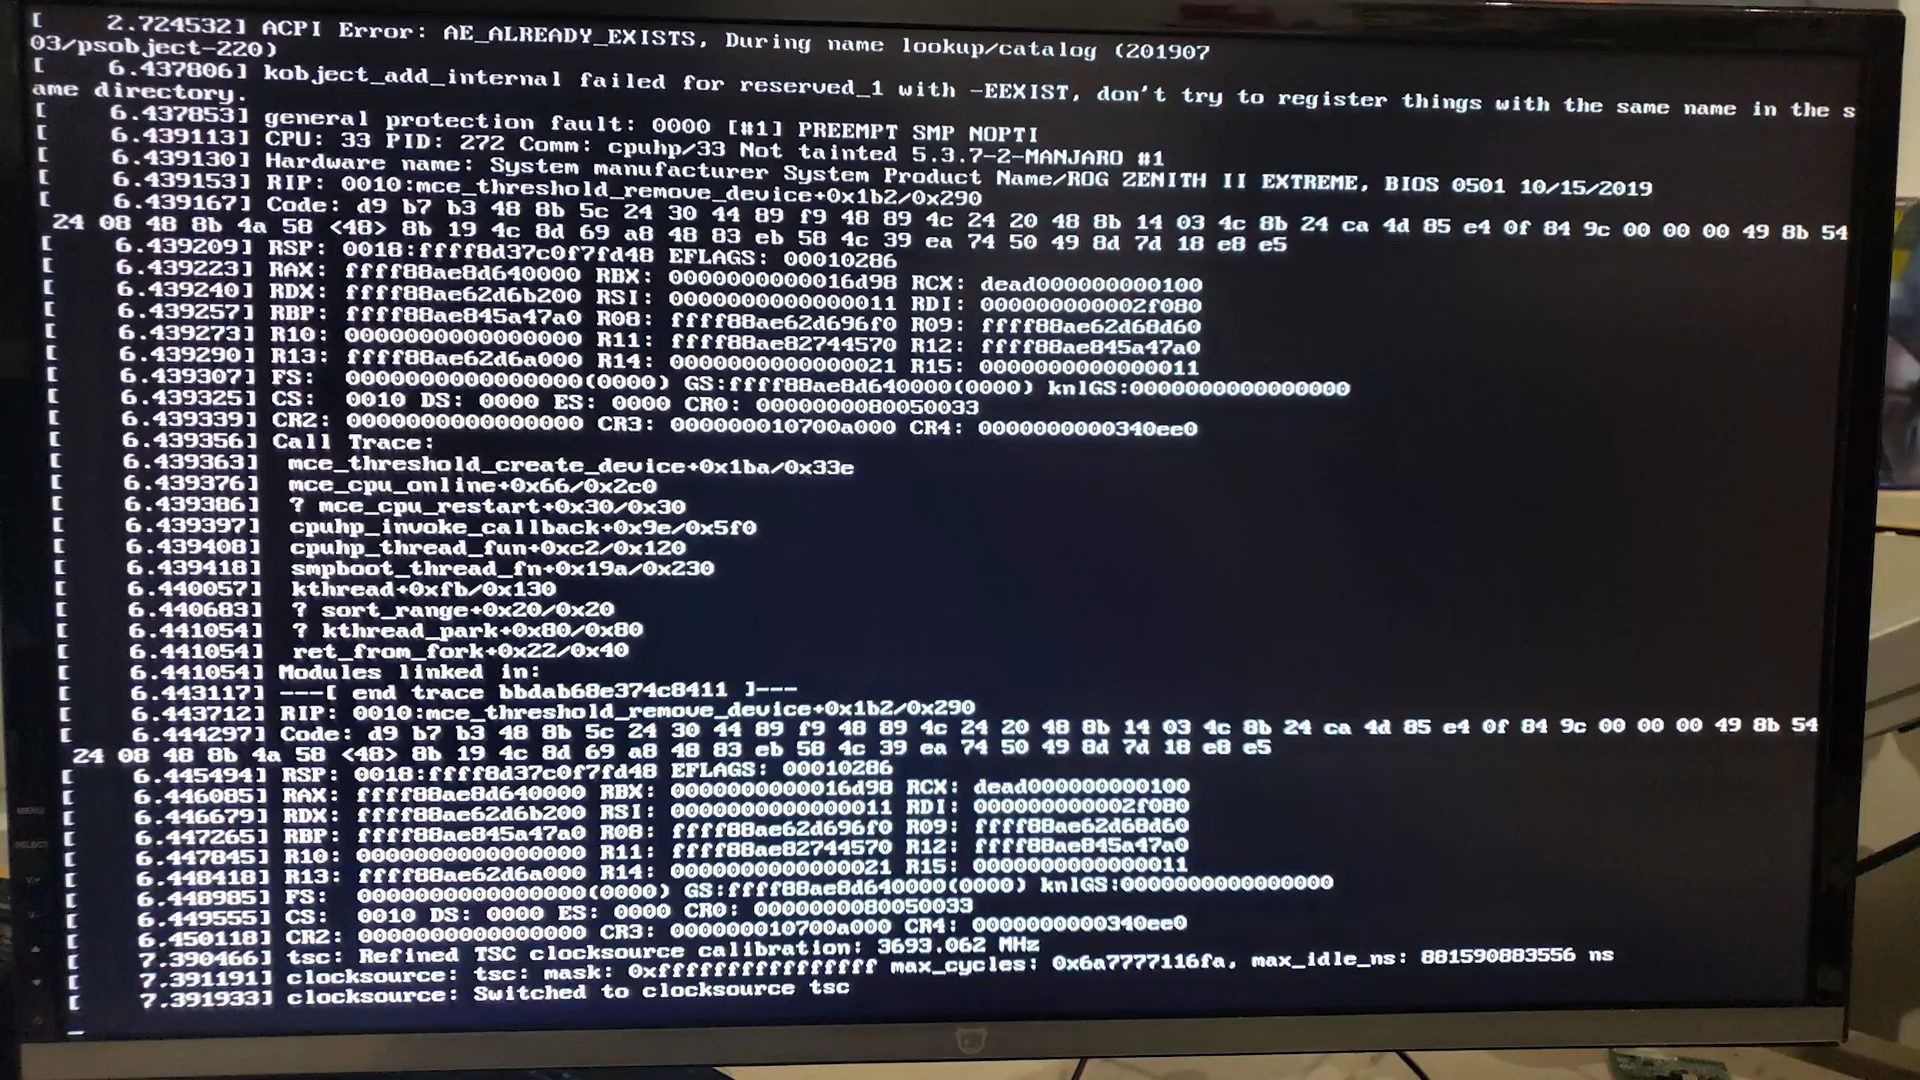 [    2.724532] ACPI Error: AE_ALREADY_EXISTS, During name lookup/catalog (201907
03/psobject-220)
[    6.437806] kobject_add_internal failed for reserved_1 with -EEXIST, don't try to register things with the same name in the s
ame directory.
[    6.437853] general protection fault: 0000 [#1] PREEMPT SMP NOPTI
[    6.439113] CPU: 33 PID: 272 Comm: cpuhp/33 Not tainted 5.3.7-2-MANJARO #1
[    6.439130] Hardware name: System manufacturer System Product Name/ROG ZENITH II EXTREME, BIOS 0501 10/15/2019
[    6.439153] RIP: 0010:mce_threshold_remove_device+0x1b2/0x290
[    6.439167] Code: d9 b7 b3 48 8b 5c 24 30 44 89 f9 48 89 4c 24 20 48 8b 14 03 4c 8b 24 ca 4d 85 e4 0f 84 9c 00 00 00 49 8b 54
24 08 48 8b 4a 58 <48> 8b 19 4c 8d 69 a8 48 83 eb 58 4c 39 ea 74 50 49 8d 7d 18 e8 e5
[    6.439209] RSP: 0018:ffff8d37c0f7fd48 EFLAGS: 00010286
[    6.439223] RAX: ffff88ae8d640000 RBX: 0000000000016d98 RCX: dead000000000100
[    6.439240] RDX: ffff88ae62d6b200 RSI: 0000000000000011 RDI: 000000000002f080
[    6.439257] RBP: ffff88ae845a47a0 R08: ffff88ae62d696f0 R09: ffff88ae62d68d60
[    6.439273] R10: 0000000000000000 R11: ffff88ae82744570 R12: ffff88ae845a47a0
[    6.439290] R13: ffff88ae62d6a000 R14: 0000000000000021 R15: 0000000000000011
[    6.439307] FS:  0000000000000000(0000) GS:ffff88ae8d640000(0000) knlGS:0000000000000000
[    6.439325] CS:  0010 DS: 0000 ES: 0000 CR0: 0000000080050033
[    6.439339] CR2: 0000000000000000 CR3: 000000010700a000 CR4: 0000000000340ee0
[    6.439356] Call Trace:
[    6.439363]  mce_threshold_create_device+0x1ba/0x33e
[    6.439376]  mce_cpu_online+0x66/0x2c0
[    6.439386]  ? mce_cpu_restart+0x30/0x30
[    6.439397]  cpuhp_invoke_callback+0x9e/0x5f0
[    6.439408]  cpuhp_thread_fun+0xc2/0x120
[    6.439418]  smpboot_thread_fn+0x19a/0x230
[    6.440057]  kthread+0xfb/0x130
[    6.440683]  ? sort_range+0x20/0x20
[    6.441054]  ? kthread_park+0x80/0x80
[    6.441054]  ret_from_fork+0x22/0x40
[    6.441054] Modules linked in:
[    6.443117] ---[ end trace bbdab68e374c8411 ]---
[    6.443712] RIP: 0010:mce_threshold_remove_device+0x1b2/0x290
[    6.444297] Code: d9 b7 b3 48 8b 5c 24 30 44 89 f9 48 89 4c 24 20 48 8b 14 03 4c 8b 24 ca 4d 85 e4 0f 84 9c 00 00 00 49 8b 54
24 08 48 8b 4a 58 <48> 8b 19 4c 8d 69 a8 48 83 eb 58 4c 39 ea 74 50 49 8d 7d 18 e8 e5
[    6.445494] RSP: 0018:ffff8d37c0f7fd48 EFLAGS: 00010286
[    6.446085] RAX: ffff88ae8d640000 RBX: 0000000000016d98 RCX: dead000000000100
[    6.446679] RDX: ffff88ae62d6b200 RSI: 0000000000000011 RDI: 000000000002f080
[    6.447265] RBP: ffff88ae845a47a0 R08: ffff88ae62d696f0 R09: ffff88ae62d68d60
[    6.447845] R10: 0000000000000000 R11: ffff88ae82744570 R12: ffff88ae845a47a0
[    6.448418] R13: ffff88ae62d6a000 R14: 0000000000000021 R15: 0000000000000011
[    6.448985] FS:  0000000000000000(0000) GS:ffff88ae8d640000(0000) knlGS:0000000000000000
[    6.449555] CS:  0010 DS: 0000 ES: 0000 CR0: 0000000080050033
[    6.450118] CR2: 0000000000000000 CR3: 000000010700a000 CR4: 0000000000340ee0
[    7.390466] tsc: Refined TSC clocksource calibration: 3693.062 MHz
[    7.391191] clocksource: tsc: mask: 0xffffffffffffffff max_cycles: 0x6a7777116fa, max_idle_ns: 881590883556 ns
[    7.391933] clocksource: Switched to clocksource tsc
_
MENU
SELECT